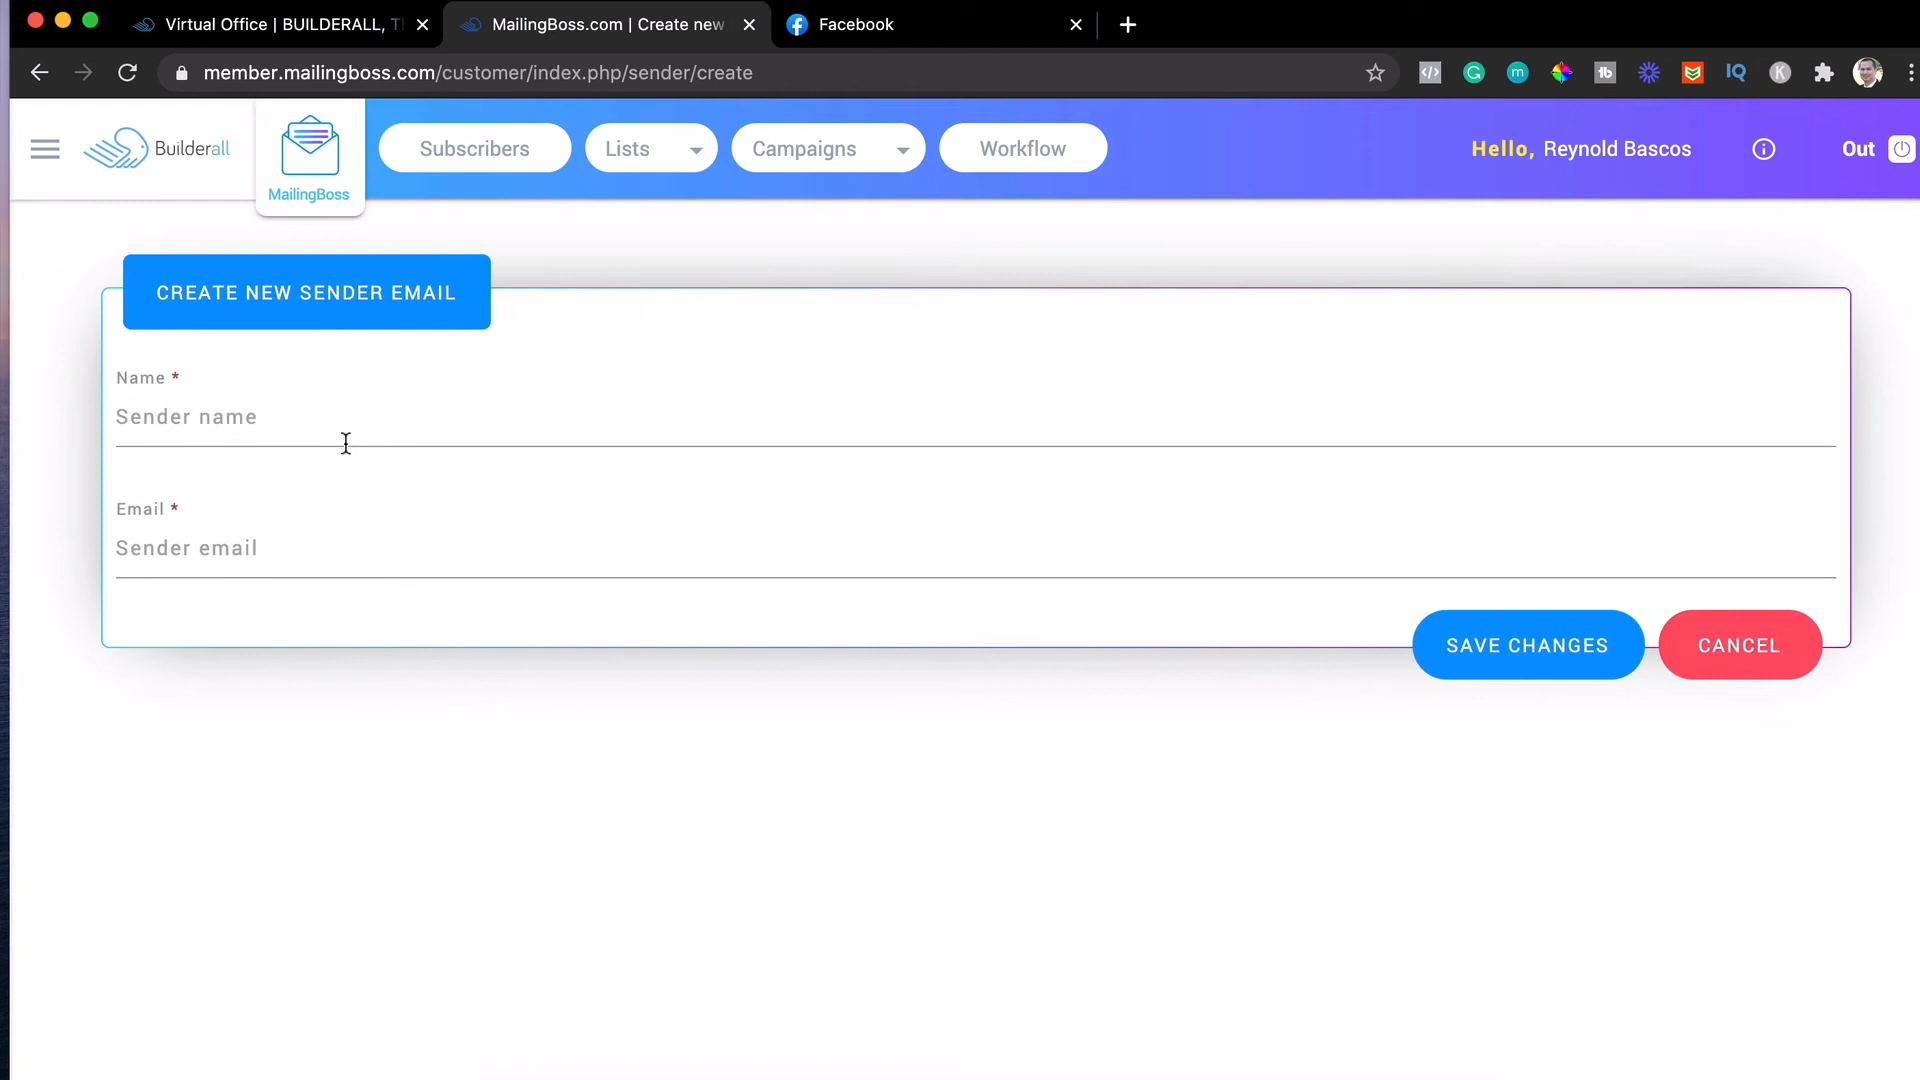 Virtual Office | BUILDERALL, T
MailingBoss.com | Create new
Facebook
member.mailingboss.com/customer/index.php/sender/create
Builderall
MailingBoss
Subscribers
Lists
Campaigns
Workflow
Hello, Reynold Bascos
Out
CREATE NEW SENDER EMAIL
Name *
Sender name
Email *
Sender email
SAVE CHANGES
CANCEL